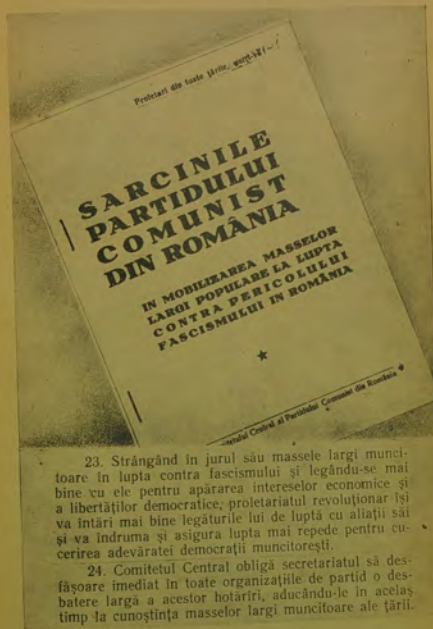 Proletari din toate țările,
SARCINILE
PARTIDULUI
COMUNIST
DIN ROMÂNIA
IN MOBILIZAREA MASSELOR
LARGI POPULARE LA LUPTA
CONTRA PERICOLULUI
FASCISMULUI IN ROMÂNIA
Central al Partidului Comunist din România
23. Strângând în jurul său massele largi munci-
toare în lupta contra fascismului și legându-se mai
bine cu ele pentru apărarea intereselor economice și
a libertăților democratice, proletariatul revoluționar își
va întări mai bine legăturile lui de luptă cu aliații săi
și va îndruma și asigura lupta mai repede pentru cu-
cerirea adevăratei democrații muncitorești.
24. Comitetul Central obligă secretariatul să des-
fășoare imediat în toate organizațiile de partid o des-
batere largă a acestor hotăriri, aducându-le în acelaș
timp la cunoștința masselor largi muncitoare ale țării.